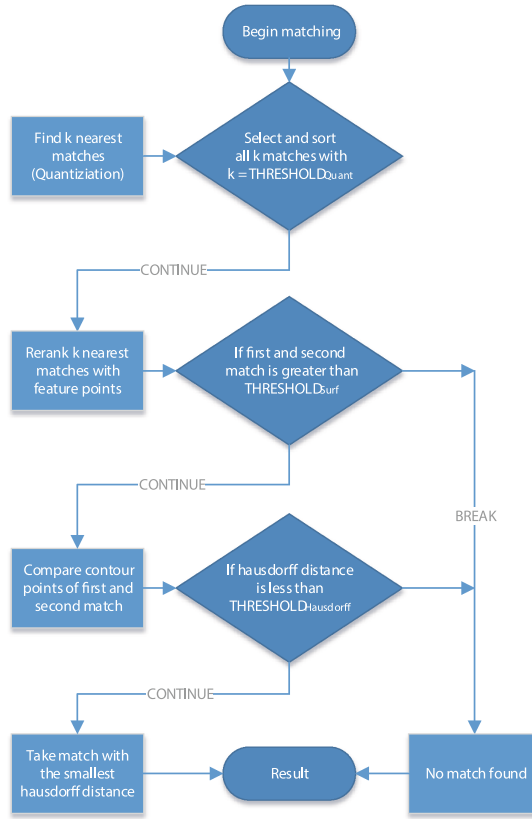 Begin matching
Find k nearest
matches
(Quantiziation)
Select and sort
all k matches with
k = THRESHOLDQuant
CONTINUE
Rerank k nearest
matches with
feature points
If first and second
match is greater than
THRESHOLDSurf
CONTINUE
BREAK
Compare contour
points of first and
second match
If hausdorff distance
is less than
THRESHOLDHausdorff
CONTINUE
Take match with
the smallest
hausdorff distance
Result
No match found